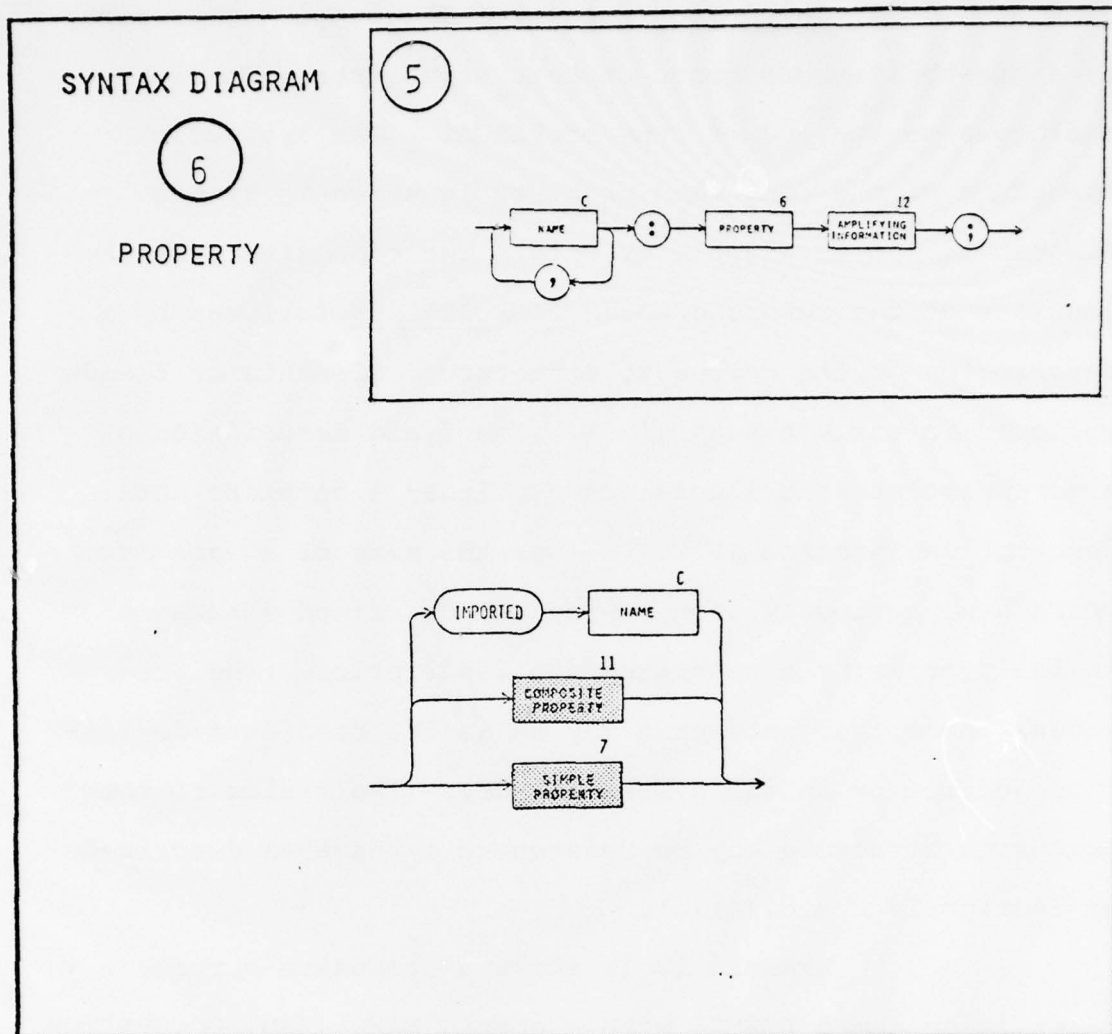 SYNTAX DIAGRAM
6
PROPERTY
5
C
NAME
,
:
6
PROPERTY
12
AMPLIFYING
INFORMATION
;
IMPORTED
C
NAME
11
COMPOSITE
PROPERTY
7
SIMPLE
PROPERTY